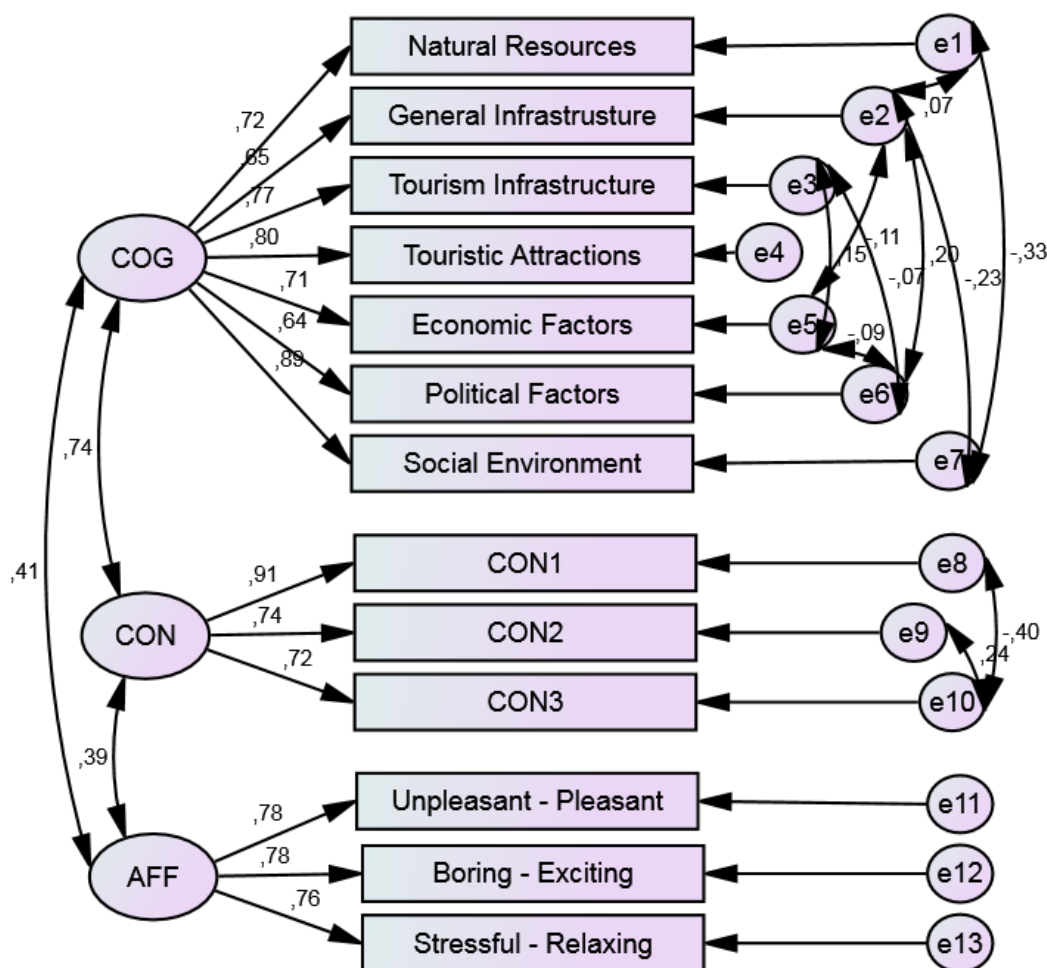 Natural Resources
e1
,72
General Infrastrusture
e2
,07
,65
Tourism Infrastructure
e3
,77
COG
,80
Touristic Attractions
e4
,15
-,11
-,07
,20
-,23
-,33
,71
Economic Factors
e5
-,09
,64
Political Factors
e6
,89
Social Environment
e7
,74
,41
CON
,91
CON1
e8
,74
CON2
e9
-,40
,24
,72
CON3
e10
,39
AFF
,78
Unpleasant - Pleasant
e11
,78
Boring - Exciting
e12
,76
Stressful - Relaxing
e13